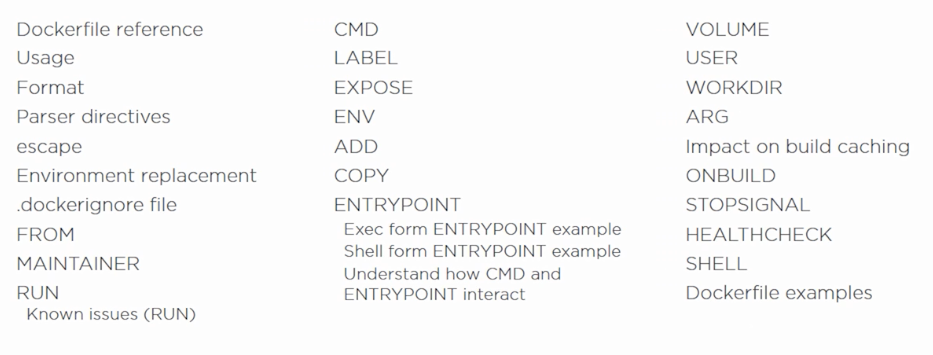 Dockerfile reference
Usage
Format
Parser directives
escape
Environment replacement
.dockerignore file
FROM
MAINTAINER
RUN
Known issues (RUN)
CMD
LABEL
EXPOSE
ENV
ADD
COPY
ENTRYPOINT
Exec form ENTRYPOINT example
Shell form ENTRYPOINT example
Understand how CMD and
ENTRYPOINT interact
VOLUME
USER
WORKDIR
ARG
Impact on build caching
ONBUILD
STOPSIGNAL
HEALTHCHECK
SHELL
Dockerfile examples